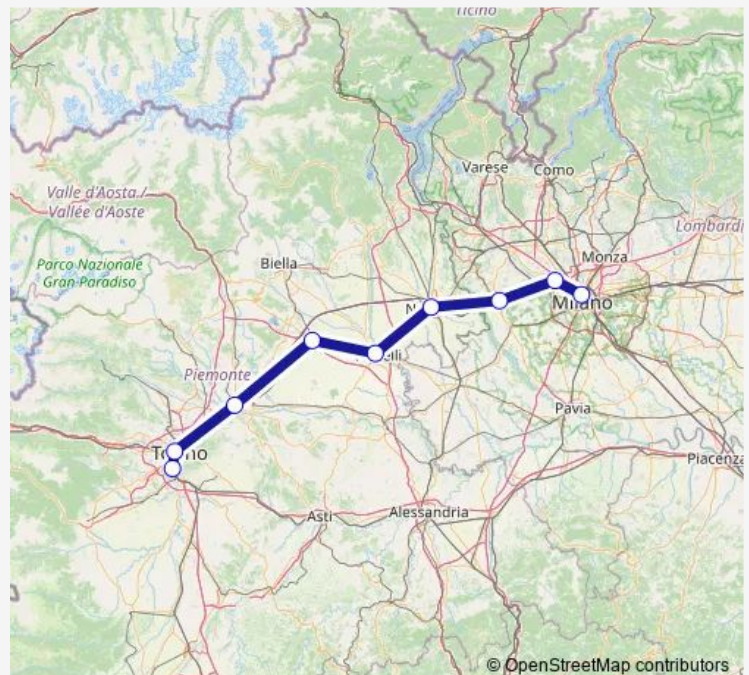 Ticino
Varese
Como
Valle d'Aosta /
Vallée d'Aoste
Lombardi
Biella
Monza
Parco Nazionale
Gran Paradiso
Milano
Piemonte
Pavia
Piacenza
Asti
Alessandria
© OpenStreetMap contributors